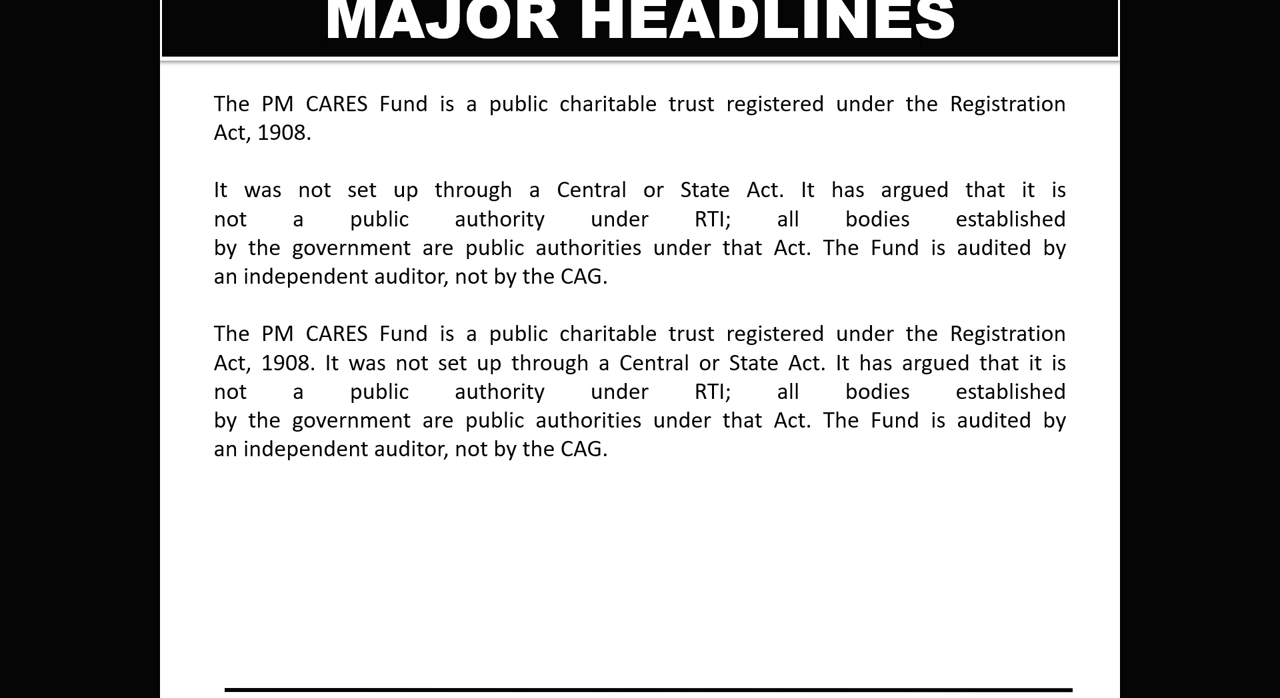 MAJOR HEADLINES
The PM CARES Fund is a public charitable trust registered under the Registration
Act, 1908.
It was not set up through a Central or State Act. It has argued that it is
not a public authority under RTI; all bodies established
by the government are public authorities under that Act. The Fund is audited by
an independent auditor, not by the CAG.
The PM CARES Fund is a public charitable trust registered under the Registration
Act, 1908. It was not set up through a Central or State Act. It has argued that it is
not a public authority under RTI; all bodies established
by the government are public authorities under that Act. The Fund is audited by
an independent auditor, not by the CAG.